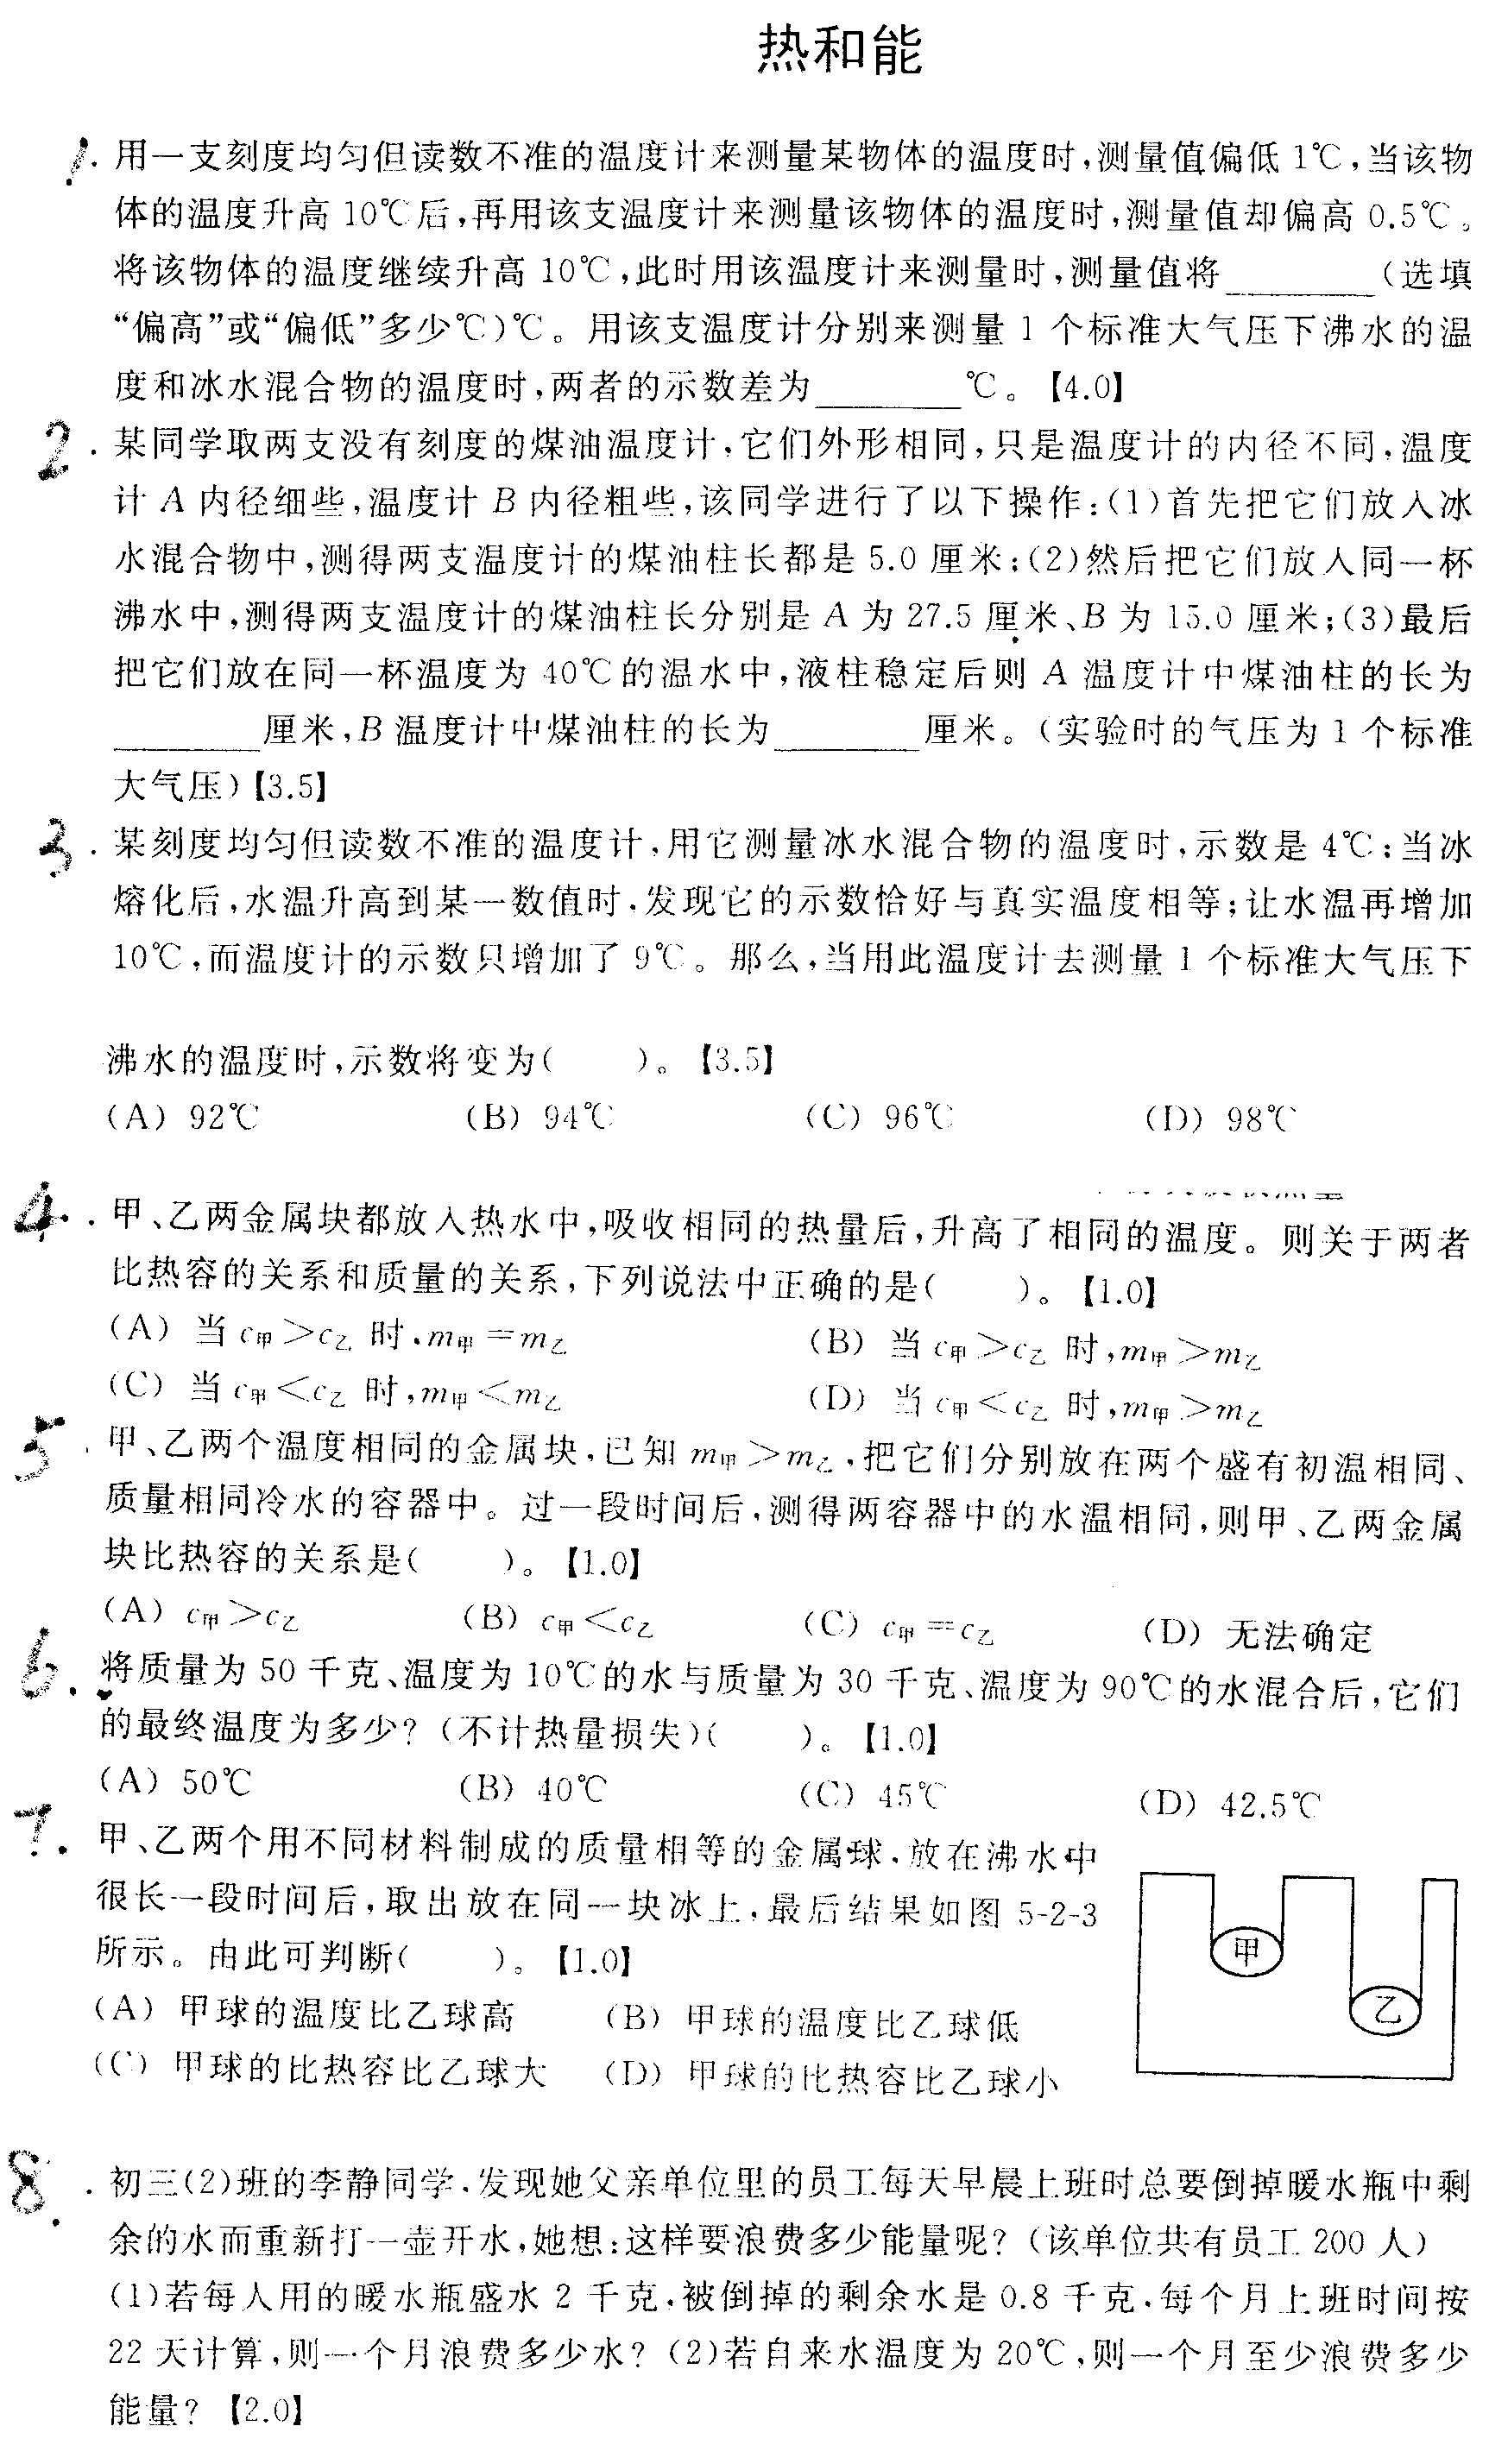 热和能
1. 用一支刻度均匀但读数不准的温度计来测量某物体的温度时,测量值偏低 1℃,当该物
体的温度升高 10℃后,再用该支温度计来测量该物体的温度时,测量值却偏高 0.5℃。
将该物体的温度继续升高 10℃,此时用该温度计来测量时,测量值将________(选填
“偏高”或“偏低”多少℃)℃。用该支温度计分别来测量 1 个标准大气压下沸水的温
度和冰水混合物的温度时,两者的示数差为________℃。【4.0】
2. 某同学取两支没有刻度的煤油温度计,它们外形相同,只是温度计的内径不同,温度
计 A 内径细些,温度计 B 内径粗些,该同学进行了以下操作:(1)首先把它们放入冰
水混合物中,测得两支温度计的煤油柱长都是 5.0 厘米;(2)然后把它们放入同一杯
沸水中,测得两支温度计的煤油柱长分别是 A 为 27.5 厘米、B 为 15.0 厘米;(3)最后
把它们放在同一杯温度为 40℃的温水中,液柱稳定后则 A 温度计中煤油柱的长为
________厘米,B 温度计中煤油柱的长为________厘米。(实验时的气压为 1 个标准
大气压)【3.5】
3. 某刻度均匀但读数不准的温度计,用它测量冰水混合物的温度时,示数是 4℃;当冰
熔化后,水温升高到某一数值时,发现它的示数恰好与真实温度相等;让水温再增加
10℃,而温度计的示数只增加了 9℃。那么,当用此温度计去测量 1 个标准大气压下
沸水的温度时,示数将变为(  )。【3.5】
(A) 92℃ (B) 94℃ (C) 96℃ (D) 98℃
4. 甲、乙两金属块都放入热水中,吸收相同的热量后,升高了相同的温度。则关于两者
比热容的关系和质量的关系,下列说法中正确的是(  )。【1.0】
(A) 当 c甲>c乙 时,m甲=m乙 (B) 当 c甲>c乙 时,m甲>m乙
(C) 当 c甲<c乙 时,m甲<m乙 (D) 当 c甲<c乙 时,m甲>m乙
5. 甲、乙两个温度相同的金属块,已知 m甲>m乙,把它们分别放在两个盛有初温相同、
质量相同冷水的容器中。过一段时间后,测得两容器中的水温相同,则甲、乙两金属
块比热容的关系是(  )。【1.0】
(A) c甲>c乙 (B) c甲<c乙 (C) c甲=c乙 (D) 无法确定
6. 将质量为 50 千克、温度为 10℃的水与质量为 30 千克、温度为 90℃的水混合后,它们
的最终温度为多少?(不计热量损失)(  )。【1.0】
(A) 50℃ (B) 40℃ (C) 45℃ (D) 42.5℃
7. 甲、乙两个用不同材料制成的质量相等的金属球,放在沸水中
很长一段时间后,取出放在同一块冰上,最后结果如图 5-2-3
所示。由此可判断(  )。【1.0】
(A) 甲球的温度比乙球高 (B) 甲球的温度比乙球低
(C) 甲球的比热容比乙球大 (D) 甲球的比热容比乙球小
甲
乙
8. 初三(2)班的李静同学,发现她父亲单位里的员工每天早晨上班时总要倒掉暖水瓶中剩
余的水而重新打一壶开水,她想:这样要浪费多少能量呢?(该单位共有员工 200 人)
(1)若每人用的暖水瓶盛水 2 千克,被倒掉的剩余水是 0.8 千克,每个月上班时间按
22 天计算,则一个月浪费多少水?(2)若自来水温度为 20℃,则一个月至少浪费多少
能量?【2.0】